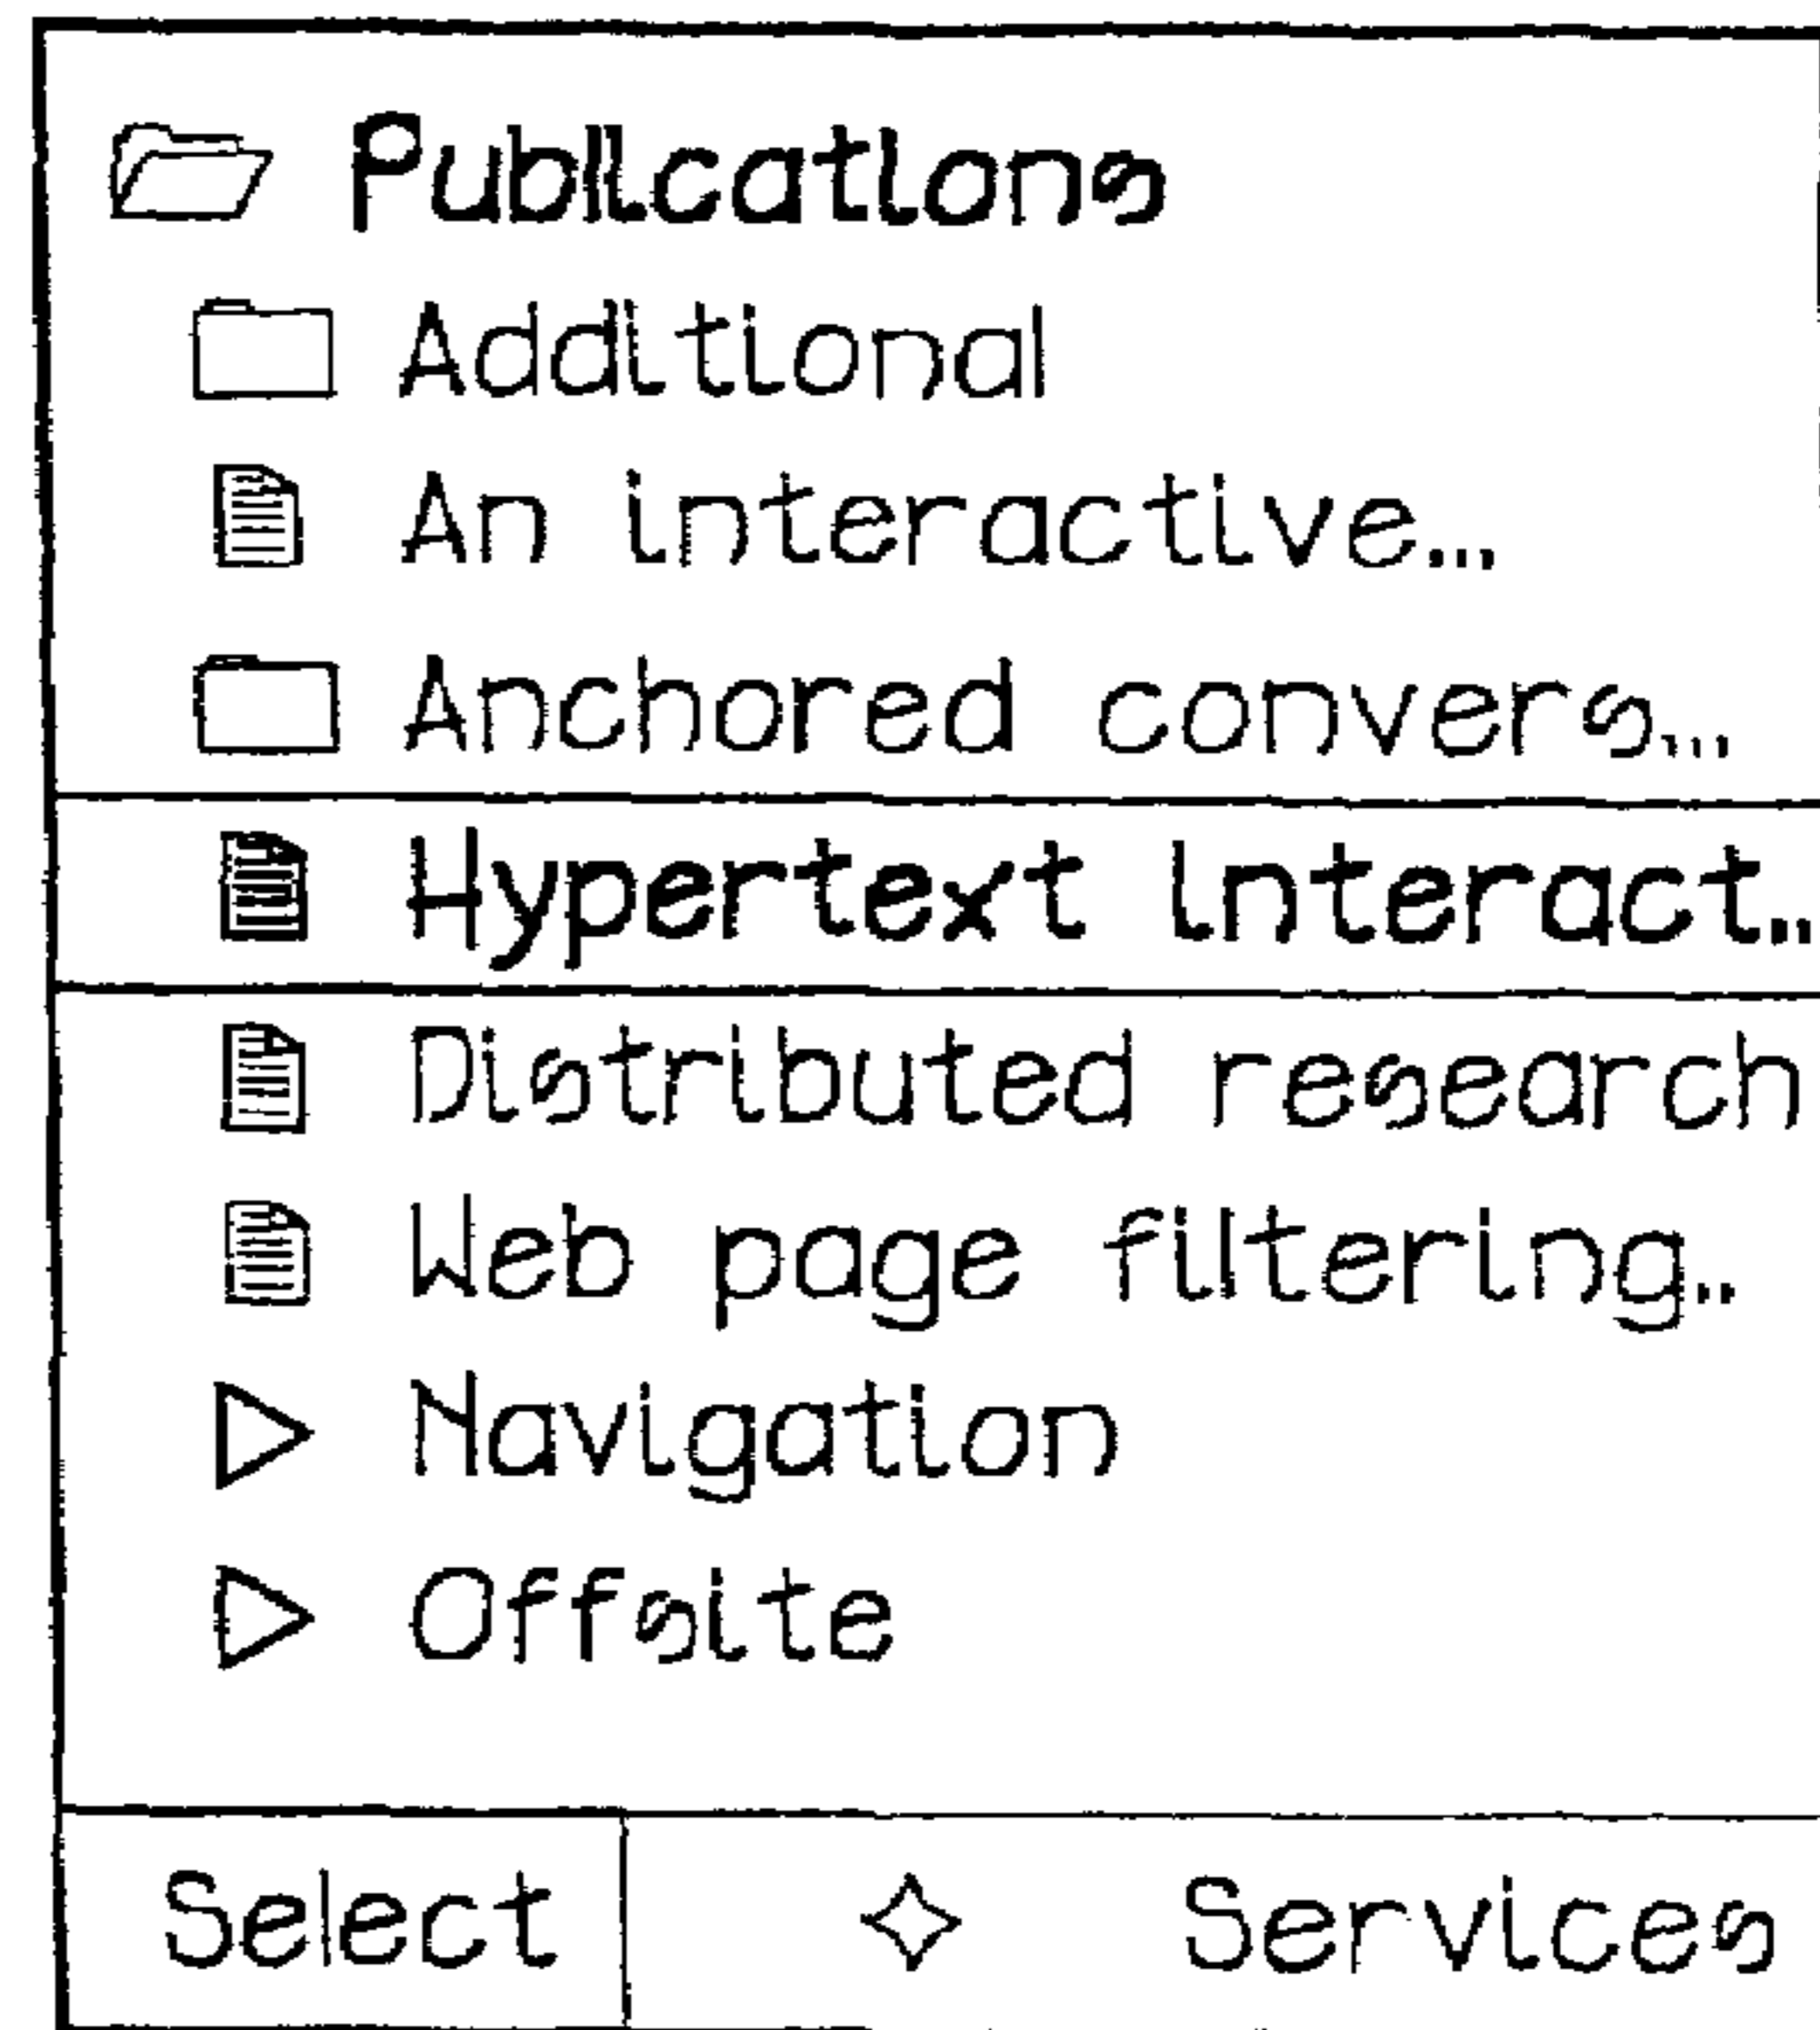 Publications
Additional
An interactive...
Anchored convers...
Hypertext Interact..
Distributed research
Web page filtering..
Navigation
Offsite
Select Services